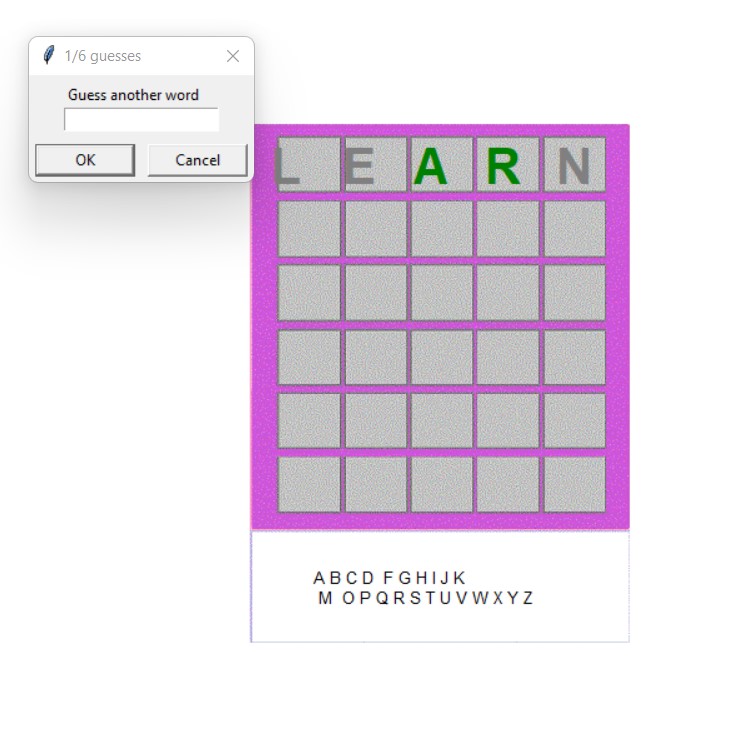 1/6 guesses
Guess another word
OK Cancel
L E A R N
A B C D F G H I J K
M O P Q R S T U V W X Y Z